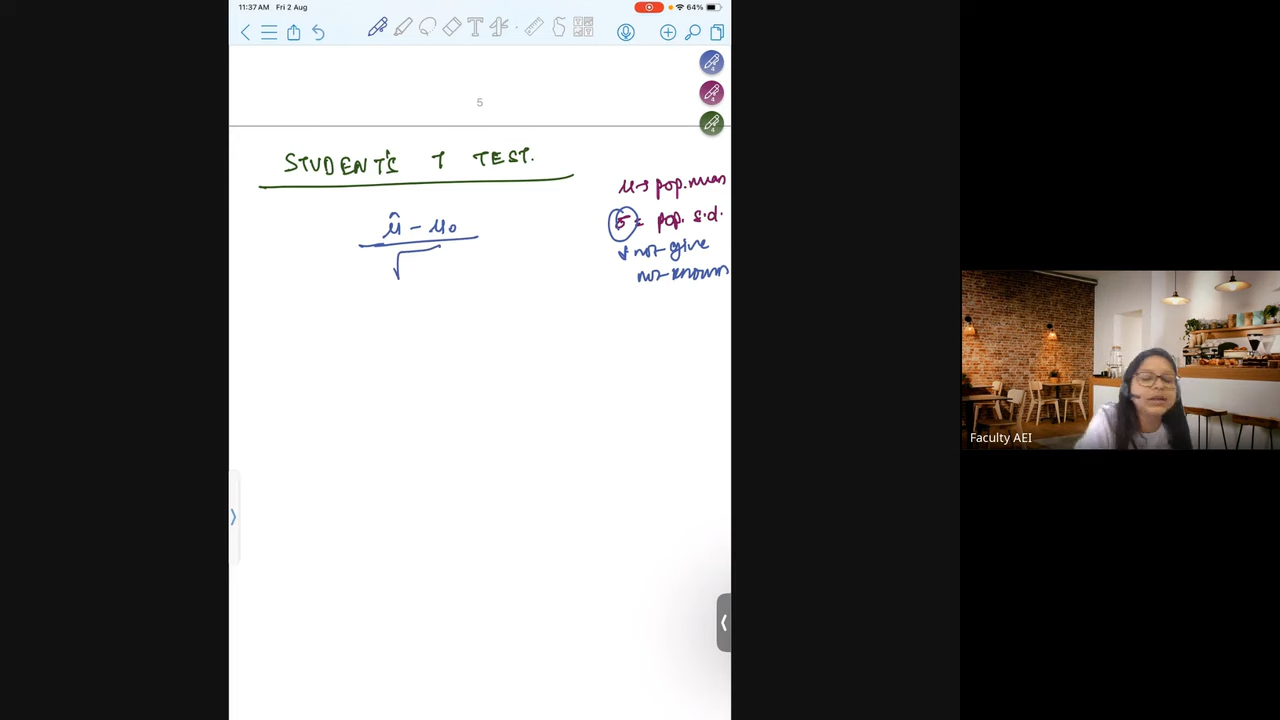 11:37 AM Fri 2 Aug
64%
5
STUDENT'S T TEST.
μ → pop. mean
σ = pop. s.d.
↓ not give
not known
μ̂ - μ₀
√
Faculty AEI